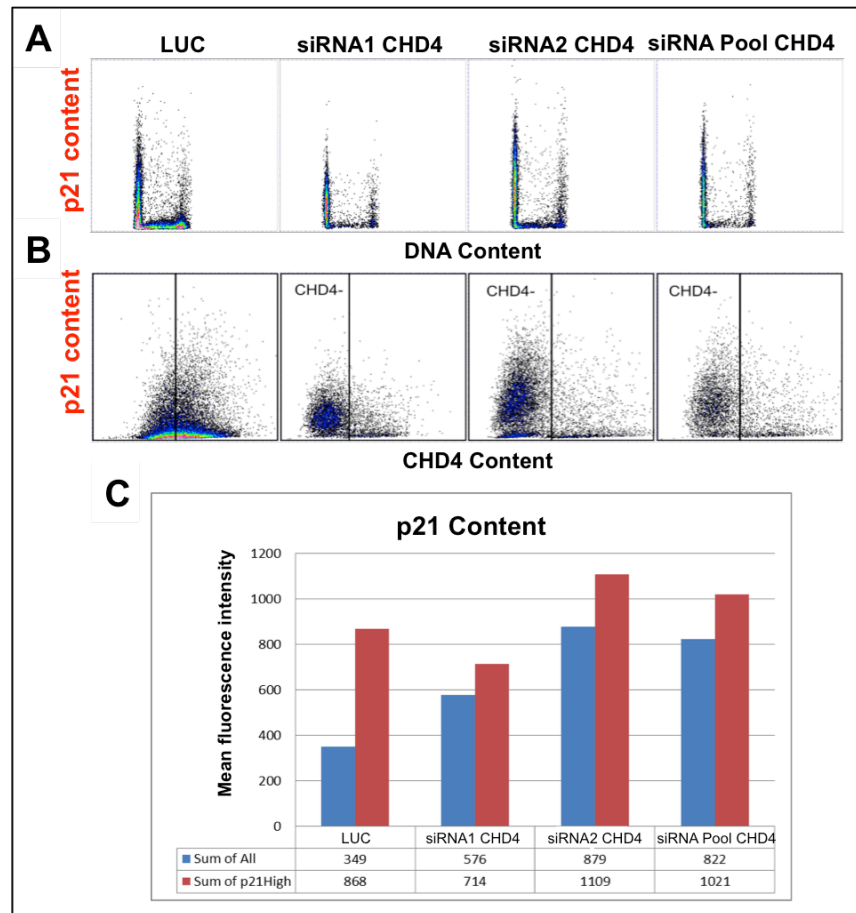 A
LUC siRNA1 CHD4 siRNA2 CHD4 siRNA Pool CHD4
p21 content
DNA Content
B
CHD4- CHD4- CHD4-
p21 content
CHD4 Content
C
p21 Content
Mean fluorescence intensity
1200
1000
800
600
400
200
0
LUC siRNA1 CHD4 siRNA2 CHD4 siRNA Pool CHD4
Sum of All 349 576 879 822
Sum of p21High 868 714 1109 1021